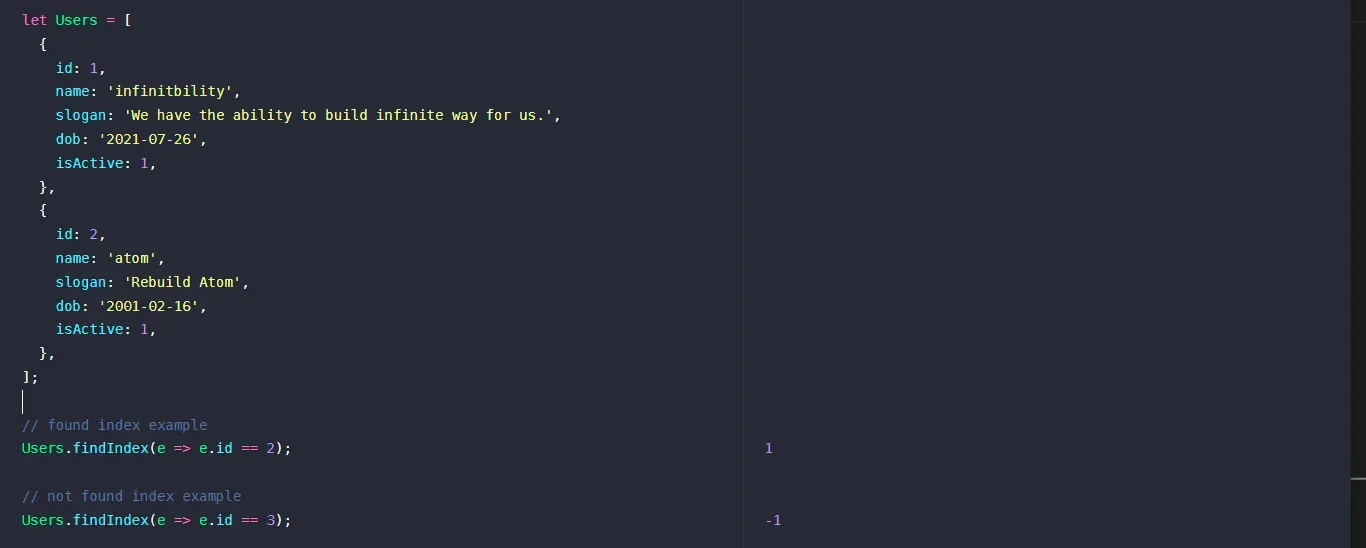 let Users = [
  {
    id: 1,
    name: 'infinitbility',
    slogan: 'We have the ability to build infinite way for us.',
    dob: '2021-07-26',
    isActive: 1,
  },
  {
    id: 2,
    name: 'atom',
    slogan: 'Rebuild Atom',
    dob: '2001-02-16',
    isActive: 1,
  },
];
// found index example
Users.findIndex(e => e.id == 2); 1
// not found index example
Users.findIndex(e => e.id == 3); -1